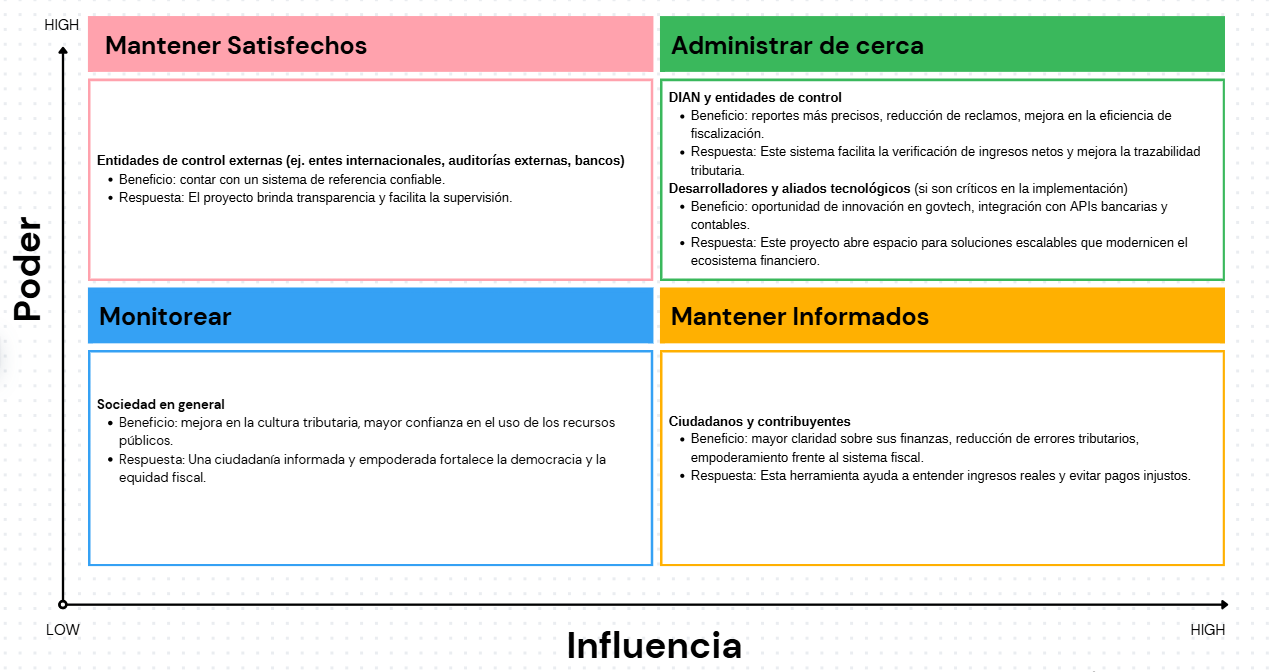 HIGH
Mantener Satisfechos
Administrar de cerca
Entidades de control externas (ej. entes internacionales, auditorías externas, bancos)
• Beneficio: contar con un sistema de referencia confiable.
• Respuesta: El proyecto brinda transparencia y facilita la supervisión.
DIAN y entidades de control
• Beneficio: reportes más precisos, reducción de reclamos, mejora en la eficiencia de
fiscalización.
• Respuesta: Este sistema facilita la verificación de ingresos netos y mejora la trazabilidad
tributaria.
Desarrolladores y aliados tecnológicos (si son críticos en la implementación)
• Beneficio: oportunidad de innovación en govtech, integración con APIs bancarias y
contables.
• Respuesta: Este proyecto abre espacio para soluciones escalables que modernicen el
ecosistema financiero.
Poder
Monitorear
Mantener Informados
Sociedad en general
• Beneficio: mejora en la cultura tributaria, mayor confianza en el uso de los recursos
públicos.
• Respuesta: Una ciudadanía informada y empoderada fortalece la democracia y la
equidad fiscal.
Ciudadanos y contribuyentes
• Beneficio: mayor claridad sobre sus finanzas, reducción de errores tributarios,
empoderamiento frente al sistema fiscal.
• Respuesta: Esta herramienta ayuda a entender ingresos reales y evitar pagos injustos.
LOW
HIGH
Influencia